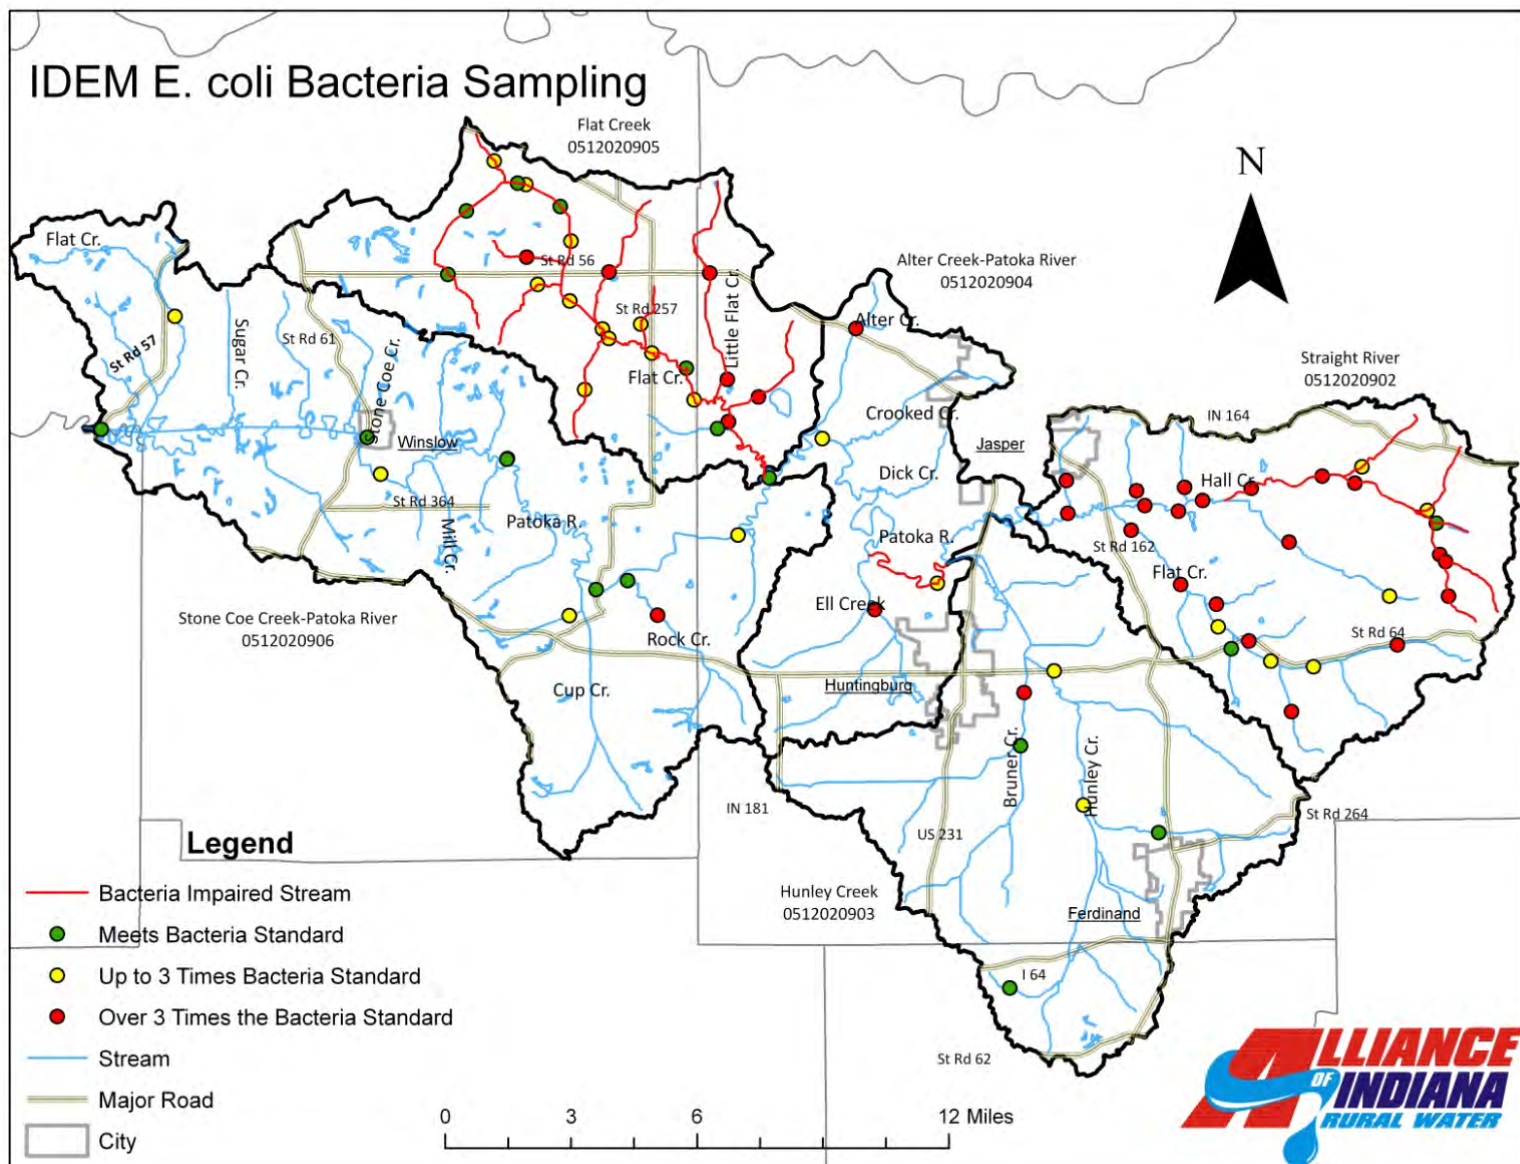 IDEM E. coli Bacteria Sampling
Flat Creek
0512020905
N
Flat Cr.
St Rd 56
Alter Creek-Patoka River
0512020904
St Rd 257
Little Flat Cr.
Alter Cr.
St Rd 57
Sugar Cr.
St Rd 61
Stone Coe Cr.
Straight River
0512020902
Flat Cr.
Crooked Cr.
IN 164
Winslow
Jasper
Dick Cr.
Hall Cr.
St Rd 364
Mill Cr.
Patoka R.
Patoka R.
St Rd 162
Flat Cr.
Stone Coe Creek-Patoka River
0512020906
Ell Creek
Rock Cr.
St Rd 64
Cup Cr.
Huntingburg
Bruner Cr.
Hunley Cr.
IN 181
US 231
St Rd 264
Hunley Creek
0512020903
Ferdinand
I 64
St Rd 62
Legend
Bacteria Impaired Stream
Meets Bacteria Standard
Up to 3 Times Bacteria Standard
Over 3 Times the Bacteria Standard
Stream
Major Road
City
0 3 6 12 Miles
ALLIANCE
OF
INDIANA
RURAL WATER